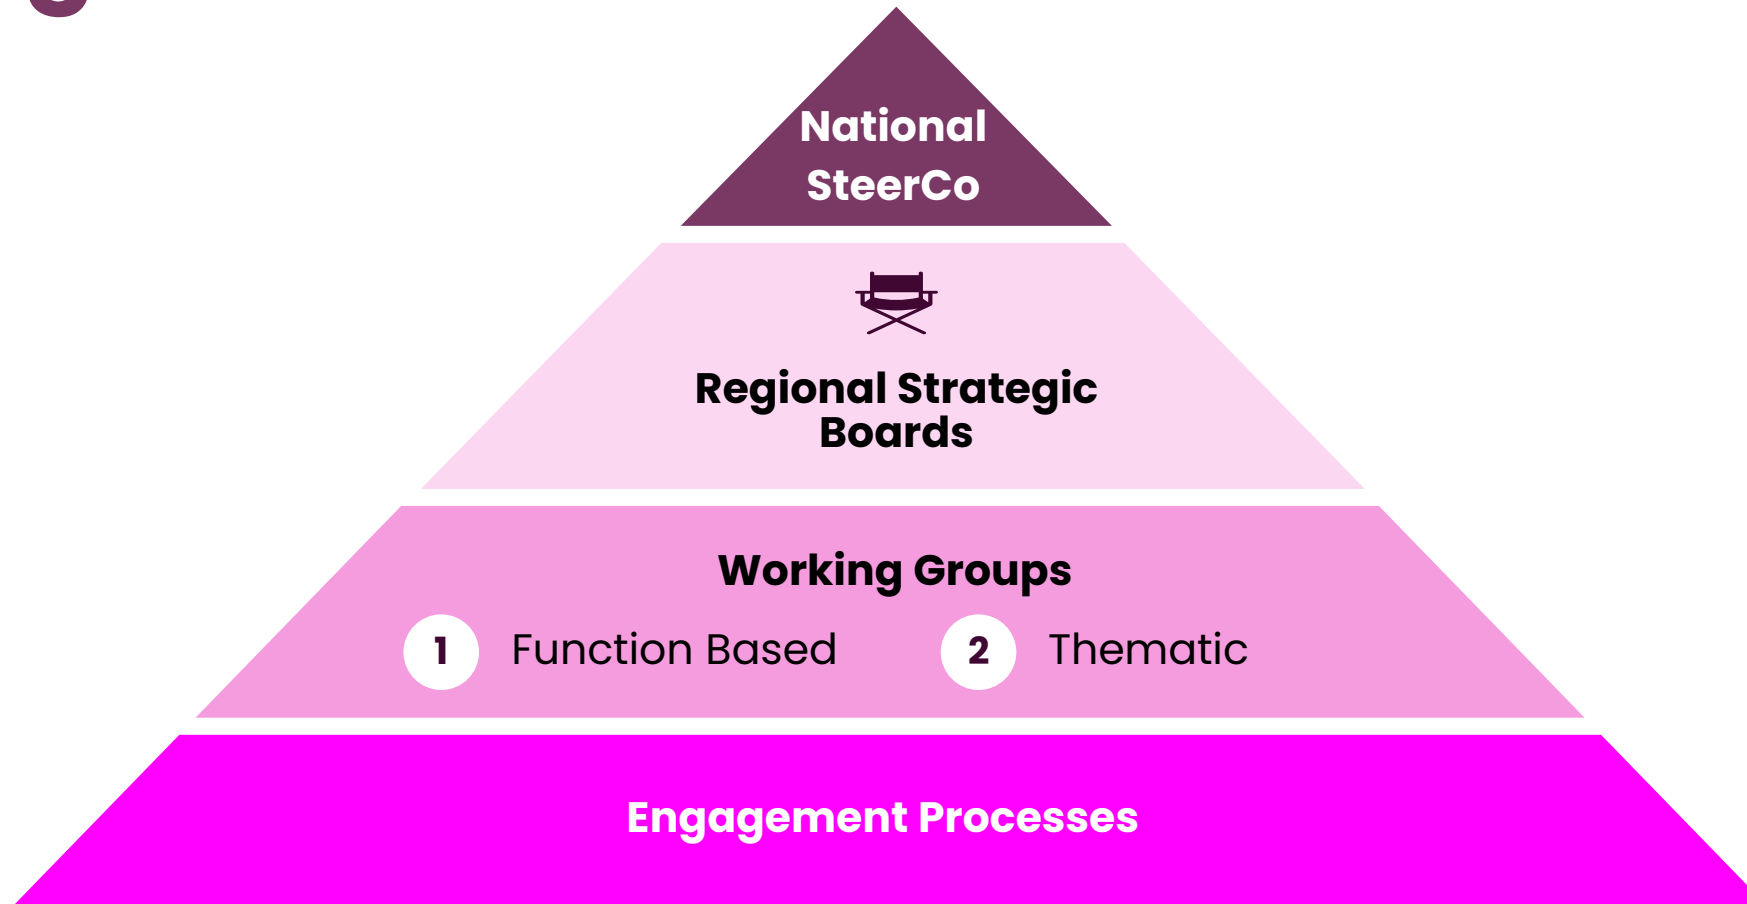 National
SteerCo
Regional Strategic
Boards
Working Groups
1 Function Based 2 Thematic
Engagement Processes